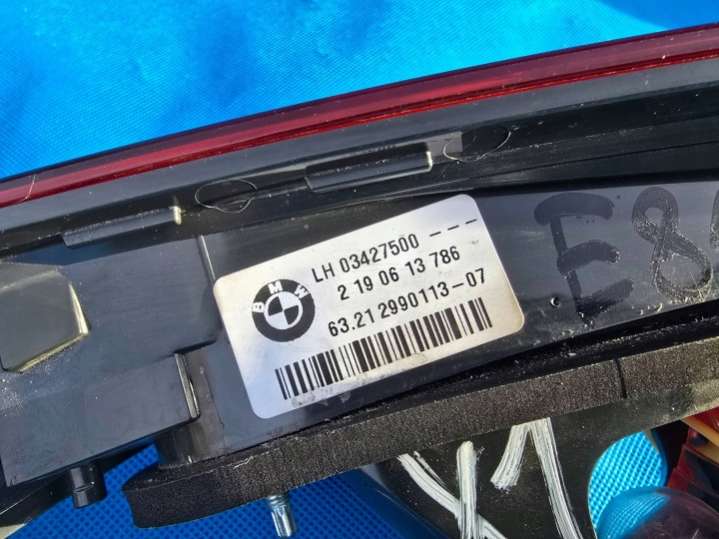 LH 03427500 ---
2 19 06 13 786
BMW
63.21 2990113-07
E8